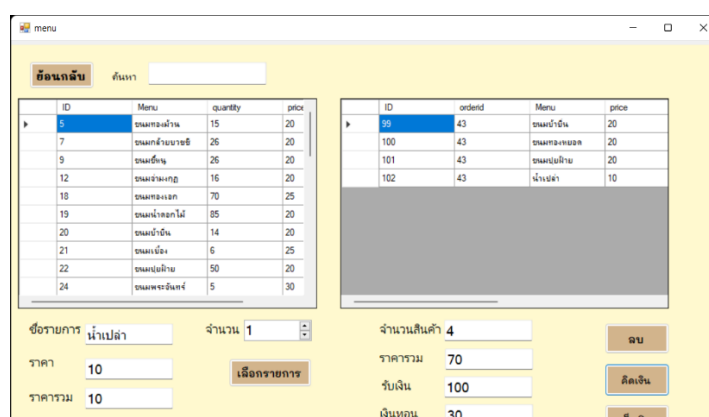 menu
ย้อนกลับ ค้นหา
ID Menu quantity price
5 ขนมทองม้วน 15 20
7 ขนมกล้วยบวชชี 26 20
9 ขนมขี้หนู 26 20
12 ขนมจ่ามงกุฎ 16 20
18 ขนมทองเอก 70 25
19 ขนมน้ำดอกไม้ 85 20
20 ขนมบ้าบิ่น 14 20
21 ขนมเบื้อง 6 25
22 ขนมปุยฝ้าย 50 20
24 ขนมพระจันทร์ 5 30
ID orderid Menu price
99 43 ขนมบ้าบิ่น 20
100 43 ขนมทองหยอด 20
101 43 ขนมปุยฝ้าย 20
102 43 น้ำเปล่า 10
ชื่อรายการ น้ำเปล่า จำนวน 1
ราคา 10 เลือกรายการ
ราคารวม 10
จำนวนสินค้า 4 ลบ
ราคารวม 70
รับเงิน 100 คิดเงิน
เงินทอน 30